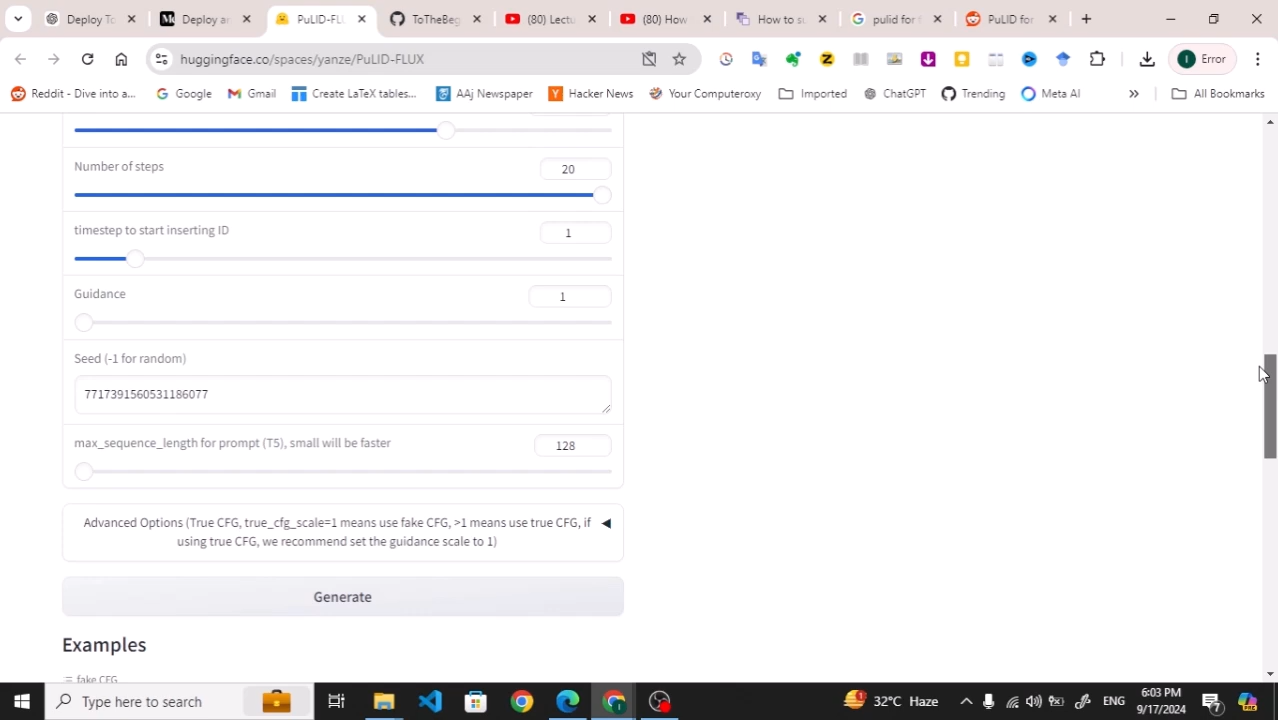 Deploy To
Deploy ar
PuLID-FLU
ToTheBeg
(80) Lectu
(80) How
How to su
pulid for f
PuLID for
huggingface.co/spaces/yanze/PuLID-FLUX
Error
Reddit - Dive into a...
Google
Gmail
Create LaTeX tables...
AAj Newspaper
Hacker News
Your Computeroxy
Imported
ChatGPT
Trending
Meta AI
»
All Bookmarks
Number of steps
20
timestep to start inserting ID
1
Guidance
1
Seed (-1 for random)
7717391560531186077
max_sequence_length for prompt (T5), small will be faster
128
Advanced Options (True CFG, true_cfg_scale=1 means use fake CFG, >1 means use true CFG, if
using true CFG, we recommend set the guidance scale to 1)
Generate
Examples
fake CFG
Type here to search
32°C Haze
ENG
6:03 PM
9/17/2024